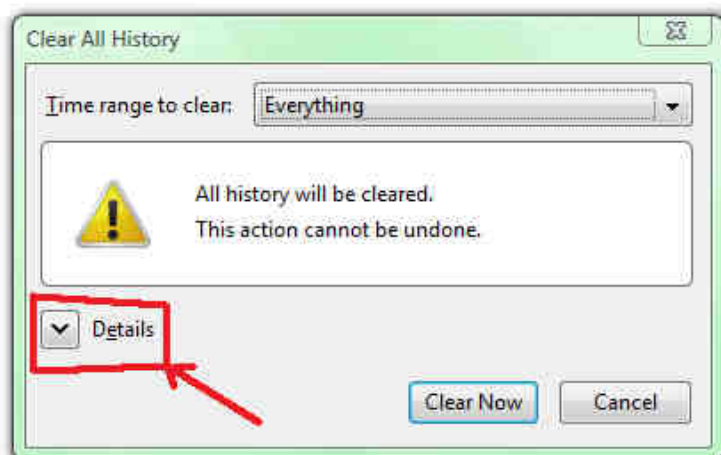 Clear All History
Time range to clear: Everything
All history will be cleared.
This action cannot be undone.
Details
Clear Now Cancel